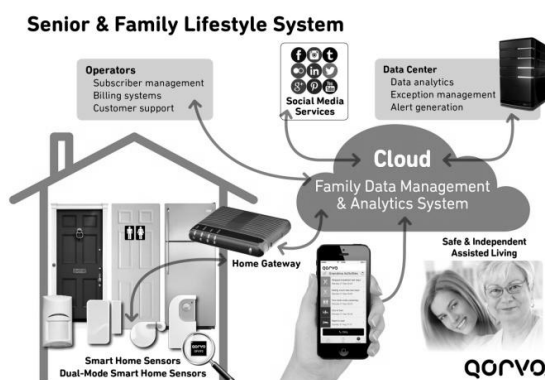 Senior & Family Lifestyle System
Operators
Subscriber management
Billing systems
Customer support
Social Media
Services
Data Center
Data analytics
Exception management
Alert generation
Cloud
Family Data Management
& Analytics System
Home Gateway
Safe & Independent
Assisted Living
QORVO
Smart Home Sensors
Dual-Mode Smart Home Sensors
QORVO